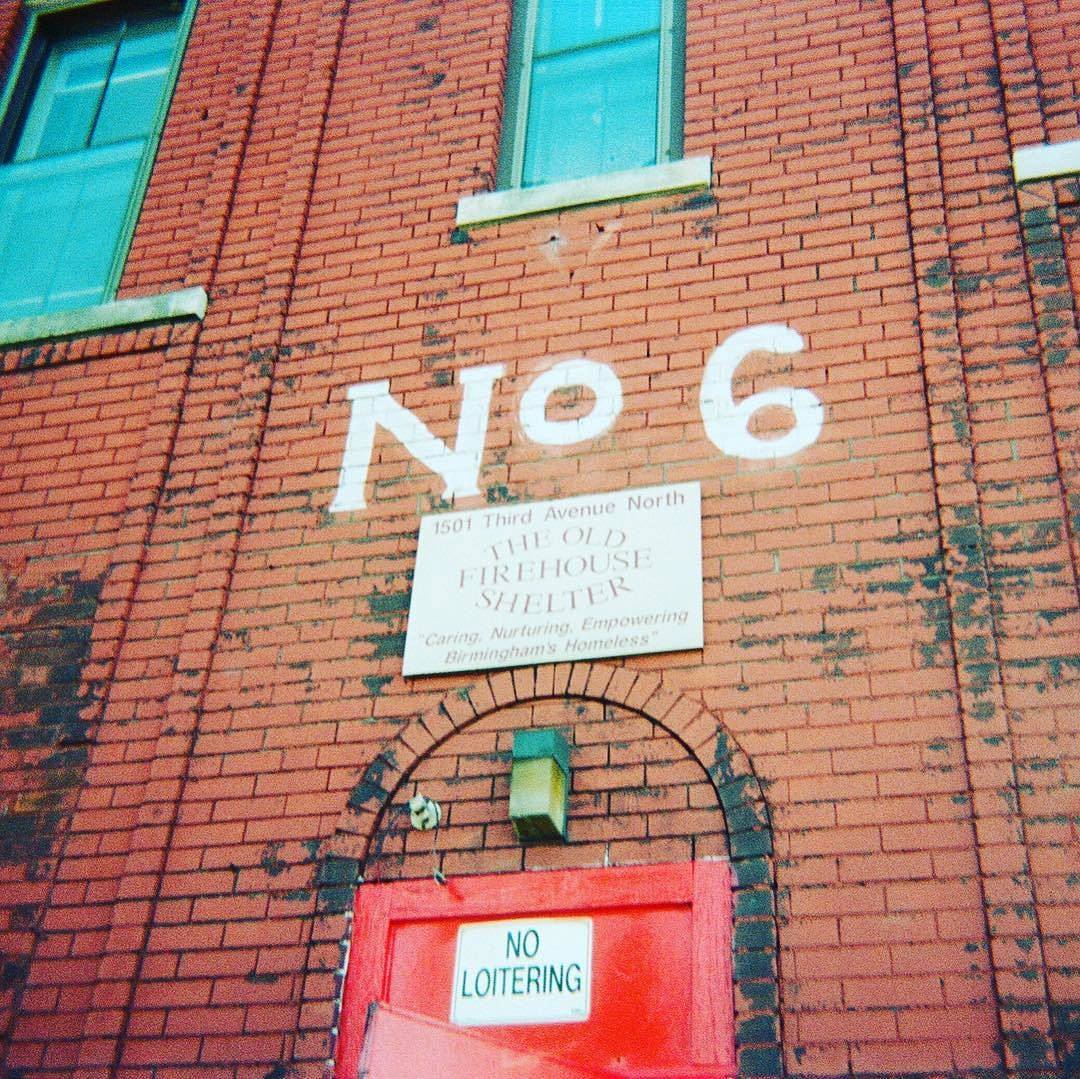 Nº 6
1501 Third Avenue North
THE OLD
FIREHOUSE
SHELTER
"Caring, Nurturing, Empowering
Birmingham's Homeless"
NO
LOITERING